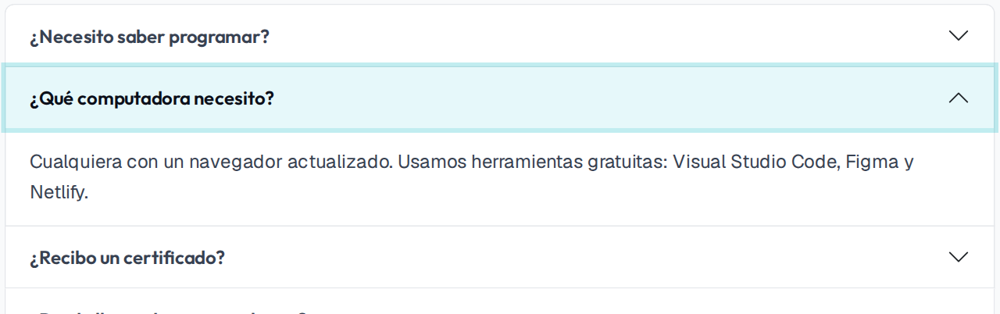 ¿Necesito saber programar?
¿Qué computadora necesito?
Cualquiera con un navegador actualizado. Usamos herramientas gratuitas: Visual Studio Code, Figma y
Netlify.
¿Recibo un certificado?